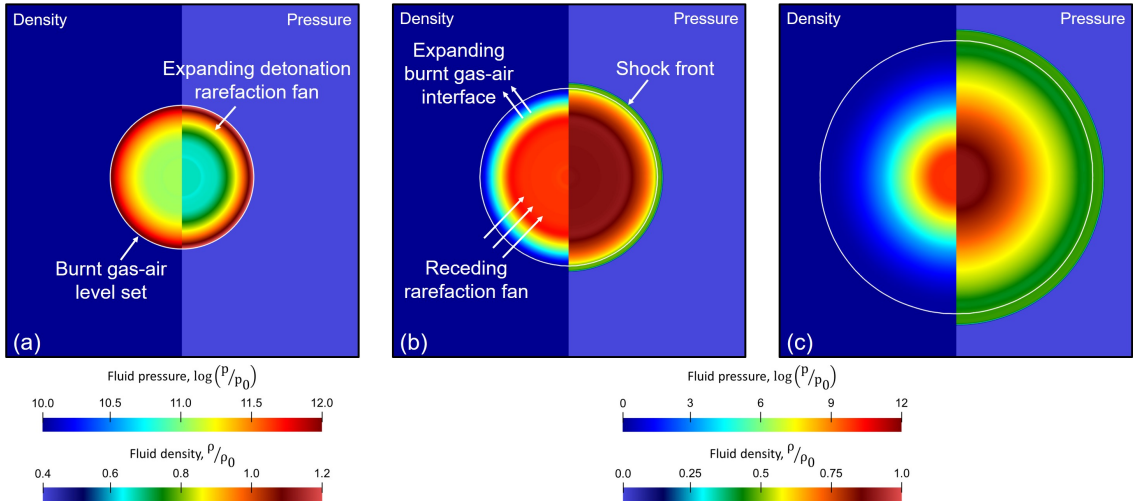 Density
Pressure
Expanding detonation
rarefaction fan
Burnt gas-air
level set
(a)
Density
Pressure
Expanding
burnt gas-air
interface
Shock front
Receding
rarefaction fan
(b)
Density
Pressure
(c)
Fluid pressure, log(p/p₀)
10.0 10.5 11.0 11.5 12.0
Fluid density, ρ/ρ₀
0.4 0.6 0.8 1.0 1.2
Fluid pressure, log(p/p₀)
0 3 6 9 12
Fluid density, ρ/ρ₀
0.0 0.25 0.5 0.75 1.0